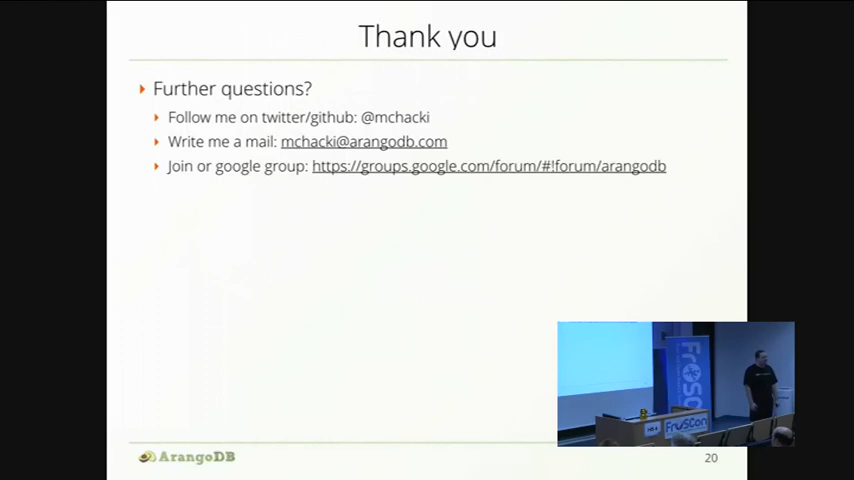 Thank you
Further questions?
Follow me on twitter/github: @mchacki
Write me a mail: mchacki@arangodb.com
Join or google group: https://groups.google.com/forum/#!forum/arangodb
FrOSCon
ArangoDB
20